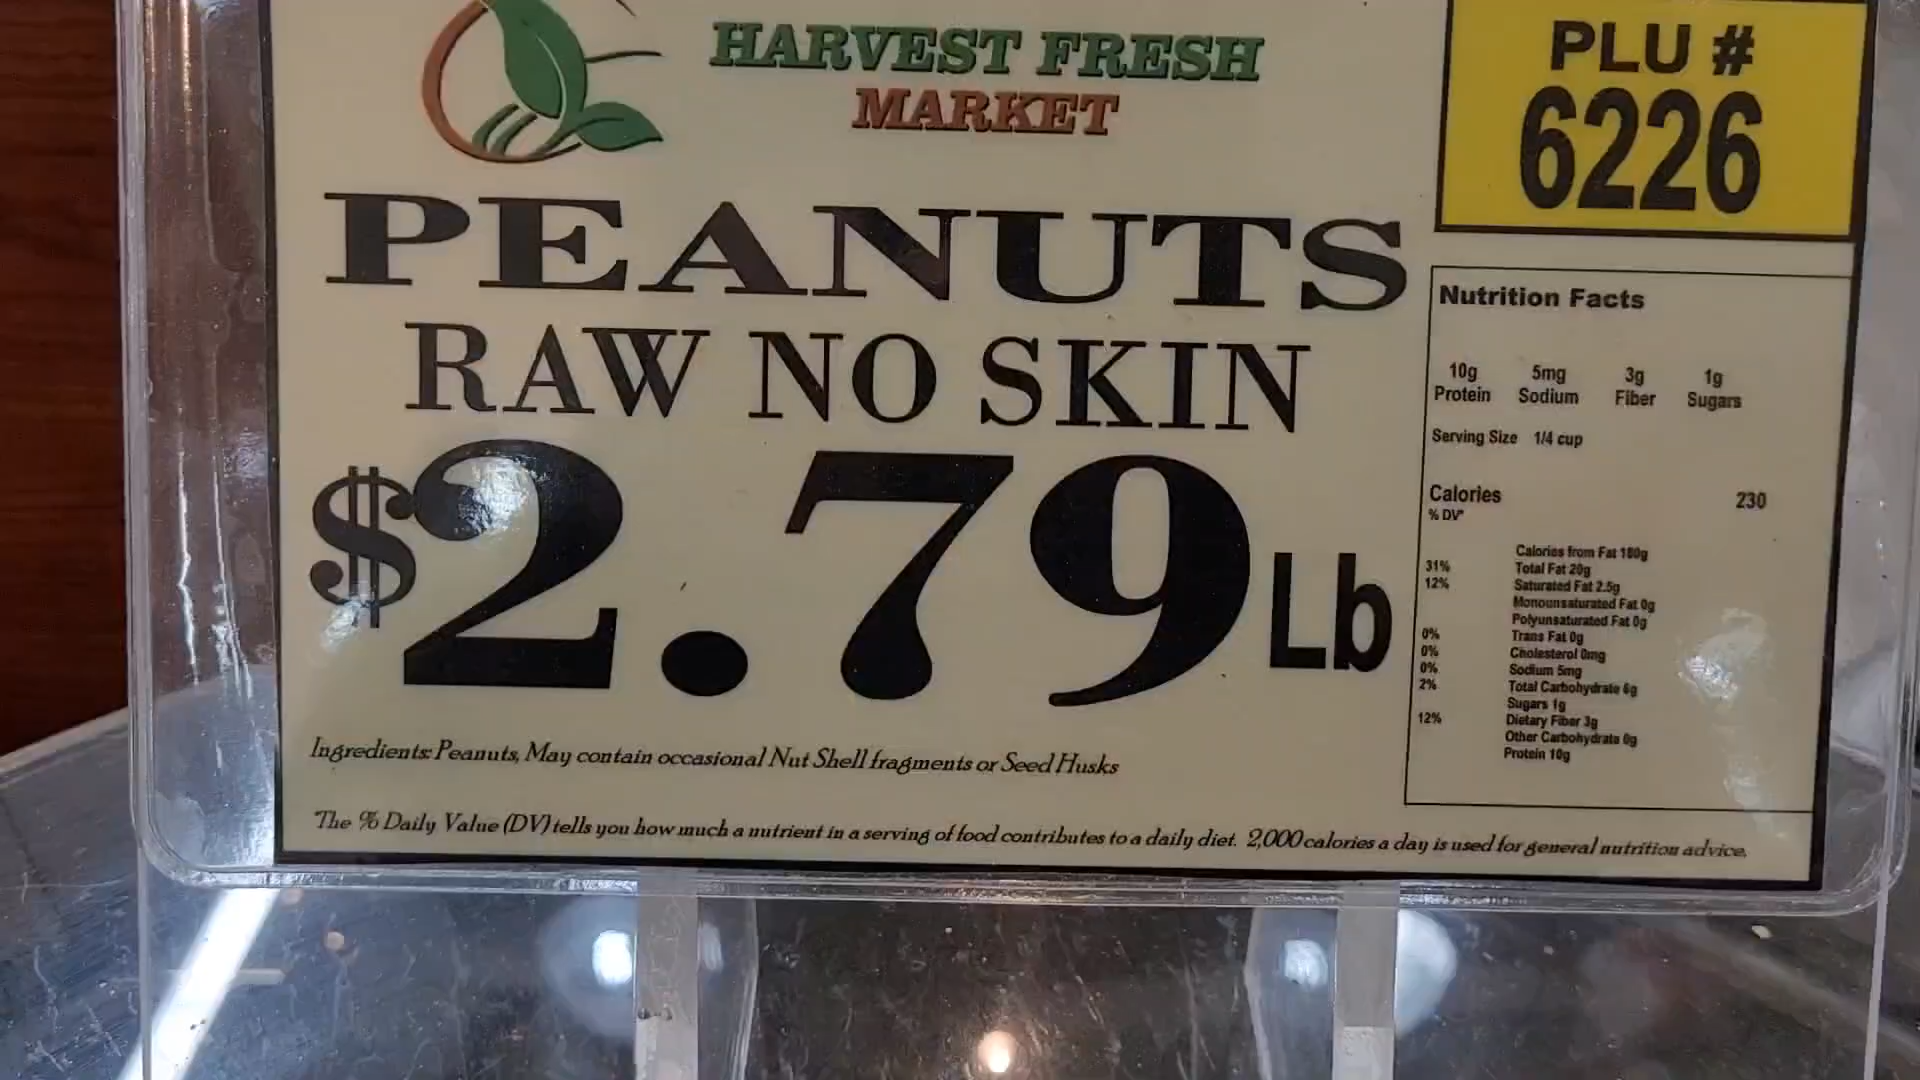 HARVEST FRESH
MARKET
PLU #
6226
PEANUTS
RAW NO SKIN
$2.79 Lb
Ingredients: Peanuts, May contain occasional Nut Shell fragments or Seed Husks
*The % Daily Value (DV) tells you how much a nutrient in a serving of food contributes to a daily diet. 2,000 calories a day is used for general nutrition advice.
Nutrition Facts
10g 5mg 3g 1g
Protein Sodium Fiber Sugars
Serving Size 1/4 cup
Calories 230
% DV*
Calories from Fat 180g
31% Total Fat 20g
12% Saturated Fat 2.5g
Monounsaturated Fat 0g
Polyunsaturated Fat 0g
0% Trans Fat 0g
0% Cholesterol 0mg
0% Sodium 5mg
2% Total Carbohydrate 6g
Sugars 1g
12% Dietary Fiber 3g
Other Carbohydrate 0g
Protein 10g